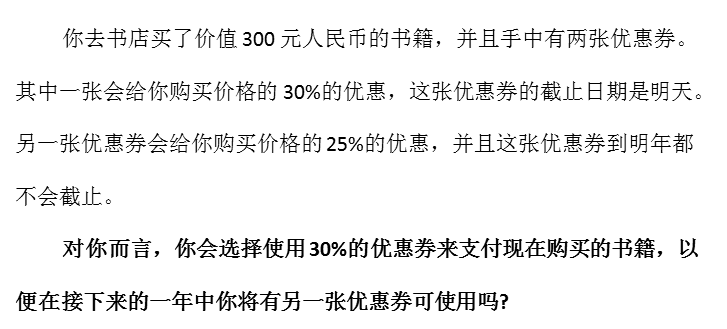 你去书店买了价值 300 元人民币的书籍，并且手中有两张优惠券。
其中一张会给你购买价格的 30%的优惠，这张优惠券的截止日期是明天。
另一张优惠券会给你购买价格的 25%的优惠，并且这张优惠券到明年都
不会截止。
对你而言，你会选择使用 30%的优惠券来支付现在购买的书籍，以
便在接下来的一年中你将有另一张优惠券可使用吗?